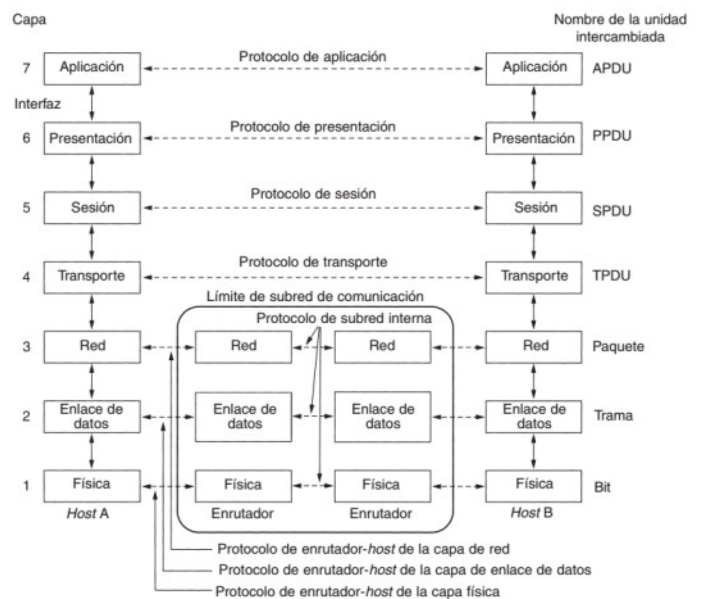 Capa
Nombre de la unidad
intercambiada
Protocolo de aplicación
7 Aplicación Aplicación APDU
Interfaz
Protocolo de presentación
6 Presentación Presentación PPDU
Protocolo de sesión
5 Sesión Sesión SPDU
Protocolo de transporte
4 Transporte Transporte TPDU
Límite de subred de comunicación
Protocolo de subred interna
3 Red Red Red Red Paquete
2 Enlace de datos Enlace de datos Enlace de datos Enlace de datos Trama
1 Física Física Física Física Bit
Host A Enrutador Enrutador Host B
Protocolo de enrutador-host de la capa de red
Protocolo de enrutador-host de la capa de enlace de datos
Protocolo de enrutador-host de la capa física